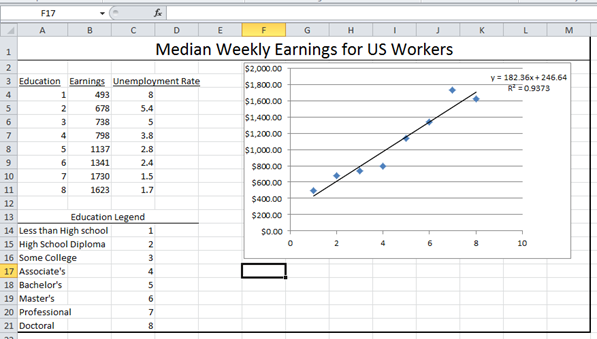 F17 fx
A B C D E F G H I J K L M
1 Median Weekly Earnings for US Workers
2
3 Education Earnings Unemployment Rate
4 1 493 8
5 2 678 5.4
6 3 738 5
7 4 798 3.8
8 5 1137 2.8
9 6 1341 2.4
10 7 1730 1.5
11 8 1623 1.7
12
13 Education Legend
14 Less than High school 1
15 High School Diploma 2
16 Some College 3
17 Associate's 4
18 Bachelor's 5
19 Master's 6
20 Professional 7
21 Doctoral 8
$2,000.00
$1,800.00
$1,600.00
$1,400.00
$1,200.00
$1,000.00
$800.00
$600.00
$400.00
$200.00
$0.00
0 2 4 6 8 10
y = 182.36x + 246.64
R² = 0.9373